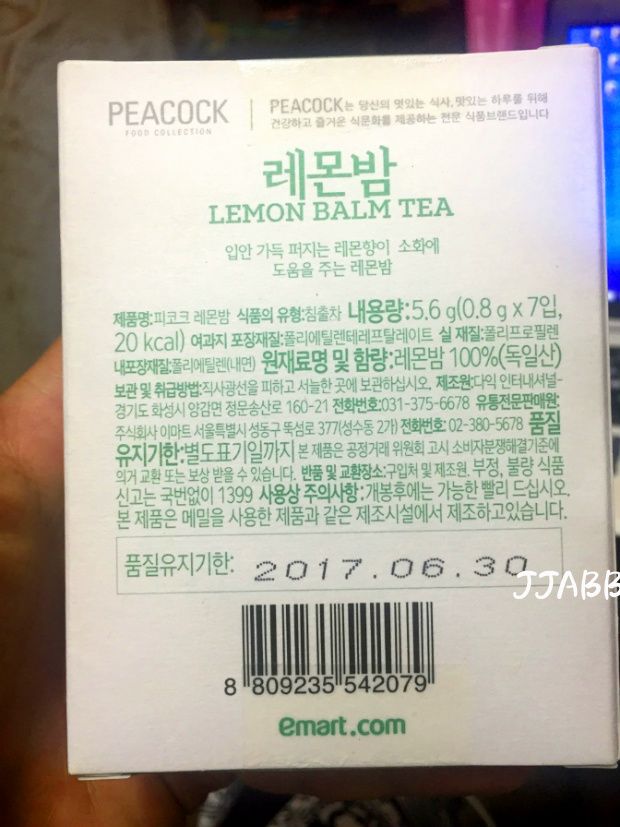 PEACOCK
FOOD COLLECTION
PEACOCK는 당신의 멋있는 식사, 맛있는 하루를 위해
건강하고 즐거운 식문화를 제공하는 전문 식품브랜드입니다
레몬밤
LEMON BALM TEA
입안 가득 퍼지는 레몬향이 소화에
도움을 주는 레몬밤
제품명:피코크 레몬밤 식품의 유형:침출차 내용량:5.6 g(0.8 g x 7입,
20 kcal) 여과지 포장재질:폴리에틸렌테레프탈레이트 실 재질:폴리프로필렌
내포장재질:폴리에틸렌(내면) 원재료명 및 함량:레몬밤 100%(독일산)
보관 및 취급방법:직사광선을 피하고 서늘한 곳에 보관하십시오. 제조원:다익 인터내셔널-
경기도 화성시 양감면 정문송산로 160-21 전화번호:031-375-6678 유통전문판매원:
주식회사 이마트 서울특별시 성동구 뚝섬로 377(성수동 2가) 전화번호: 02-380-5678 품질
유지기한:별도표기일까지 본 제품은 공정거래 위원회 고시 소비자분쟁해결기준에
의거 교환 또는 보상 받을 수 있습니다. 반품 및 교환장소:구입처 및 제조원. 부정, 불량 식품
신고는 국번없이 1399 사용상 주의사항:개봉후에는 가능한 빨리 드십시오.
본 제품은 메밀을 사용한 제품과 같은 제조시설에서 제조하고있습니다.
품질유지기한: 2017.06.30
JJABB
8 809235 542079
emart.com